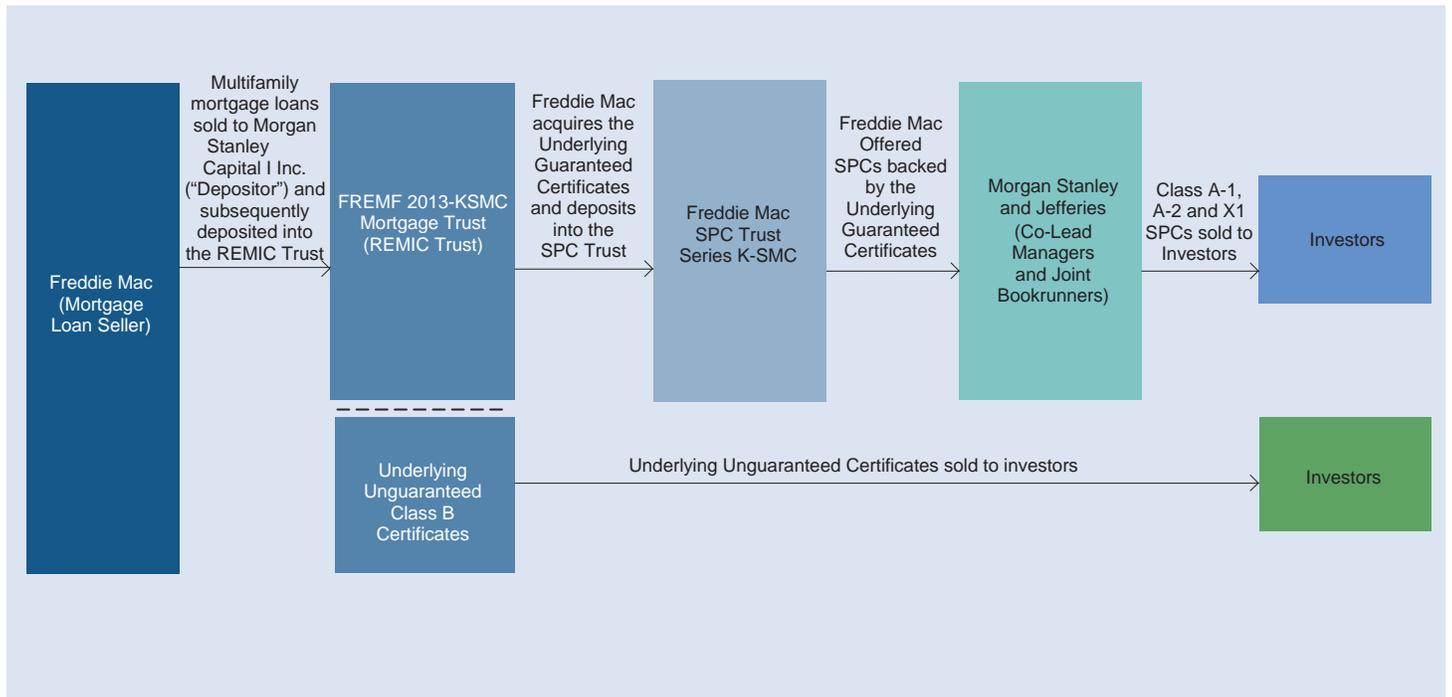 Freddie Mac
(Mortgage
Loan Seller)
Multifamily
mortgage loans
sold to Morgan
Stanley
Capital I Inc.
(“Depositor”) and
subsequently
deposited into
the REMIC Trust
FREMF 2013-KSMC
Mortgage Trust
(REMIC Trust)
Freddie Mac
acquires the
Underlying
Guaranteed
Certificates
and deposits
into the
SPC Trust
Freddie Mac
SPC Trust
Series K-SMC
Freddie Mac
Offered
SPCs backed
by the
Underlying
Guaranteed
Certificates
Morgan Stanley
and Jefferies
(Co-Lead
Managers
and Joint
Bookrunners)
Class A-1,
A-2 and X1
SPCs sold to
Investors
Investors
Underlying
Unguaranteed
Class B
Certificates
Underlying Unguaranteed Certificates sold to investors
Investors